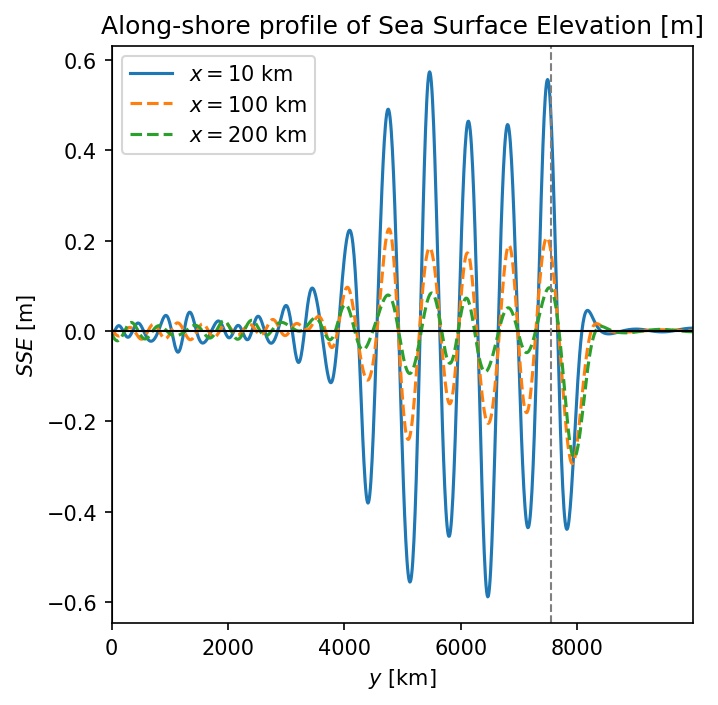 Along-shore profile of Sea Surface Elevation [m]
x = 10 km
x = 100 km
x = 200 km
0.6
0.4
0.2
0.0
−0.2
−0.4
−0.6
SSE [m]
0 2000 4000 6000 8000
y [km]